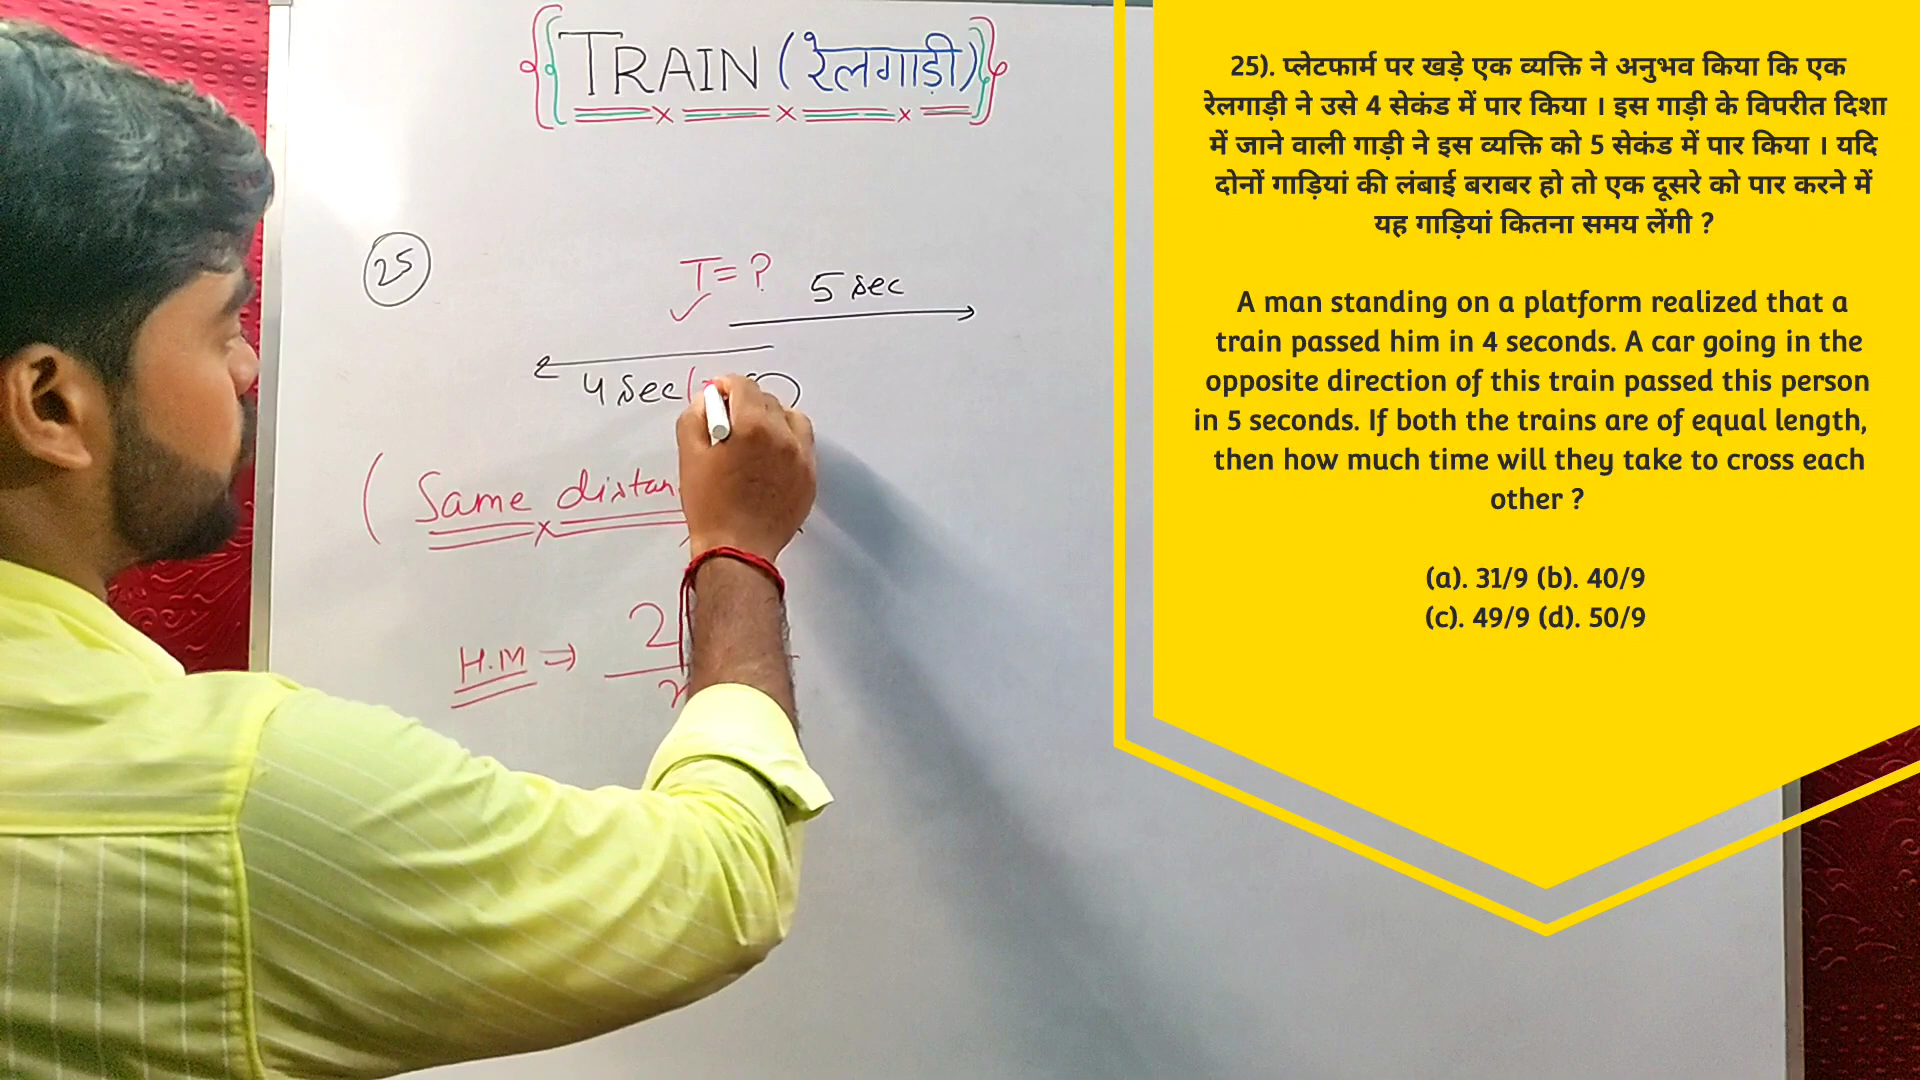 TRAIN (रेलगाड़ी)
25
T = ?
5 sec
4 sec (
( Same
H.M ⇒ 2
25). प्लेटफार्म पर खड़े एक व्यक्ति ने अनुभव किया कि एक
रेलगाड़ी ने उसे 4 सेकंड में पार किया । इस गाड़ी के विपरीत दिशा
में जाने वाली गाड़ी ने इस व्यक्ति को 5 सेकंड में पार किया । यदि
दोनों गाड़ियां की लंबाई बराबर हो तो एक दूसरे को पार करने में
यह गाड़ियां कितना समय लेंगी ?
A man standing on a platform realized that a
train passed him in 4 seconds. A car going in the
opposite direction of this train passed this person
in 5 seconds. If both the trains are of equal length,
then how much time will they take to cross each
other ?
(a). 31/9 (b). 40/9
(c). 49/9 (d). 50/9